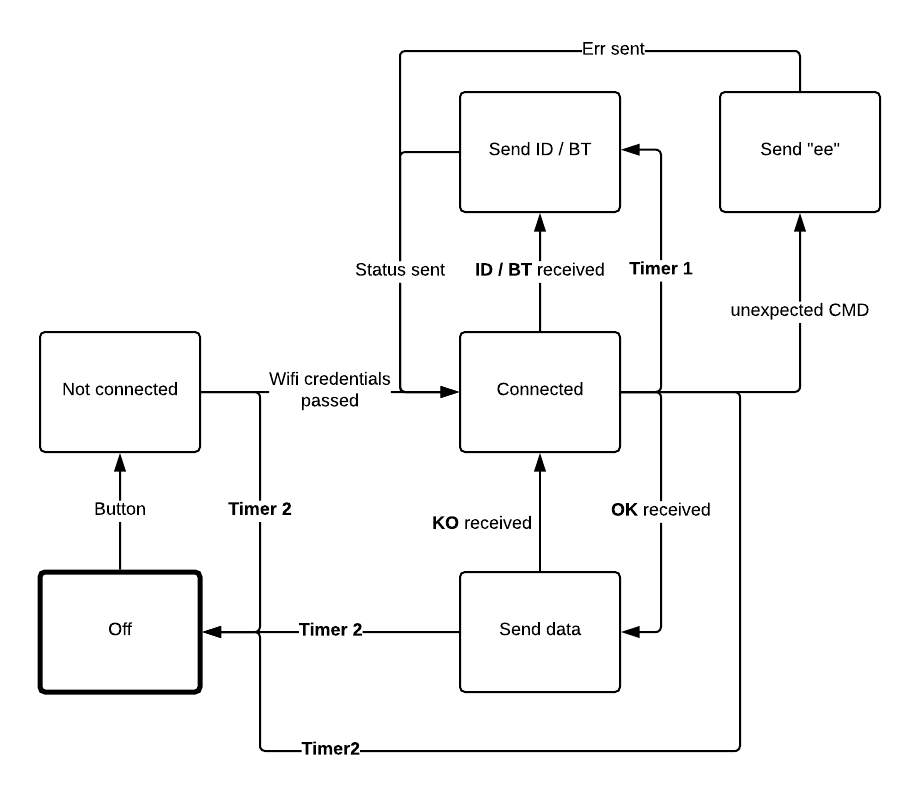 Err sent
Send ID / BT
Send "ee"
Status sent
ID / BT received
Timer 1
unexpected CMD
Not connected
Wifi credentials
passed
Connected
Button
Timer 2
KO received
OK received
Off
Timer 2
Send data
Timer2